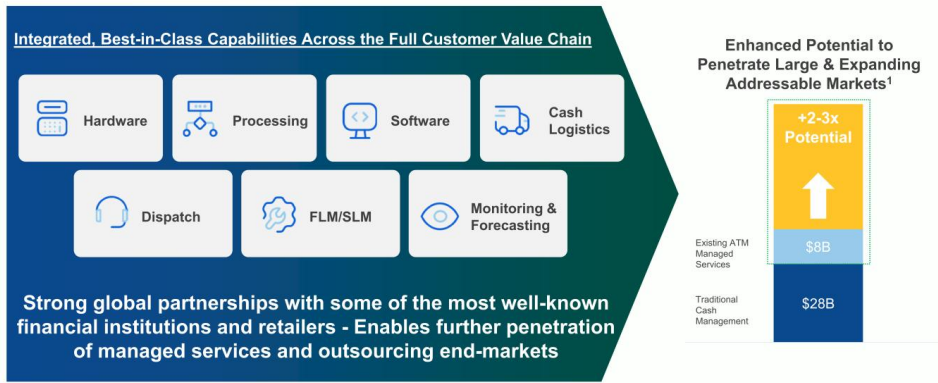 Integrated, Best-in-Class Capabilities Across the Full Customer Value Chain
Hardware
Processing
Software
Cash
Logistics
Dispatch
FLM/SLM
Monitoring &
Forecasting
Strong global partnerships with some of the most well-known
financial institutions and retailers - Enables further penetration
of managed services and outsourcing end-markets
Enhanced Potential to
Penetrate Large & Expanding
Addressable Markets¹
+2-3x
Potential
Existing ATM
Managed
Services
$8B
Traditional
Cash
Management
$28B